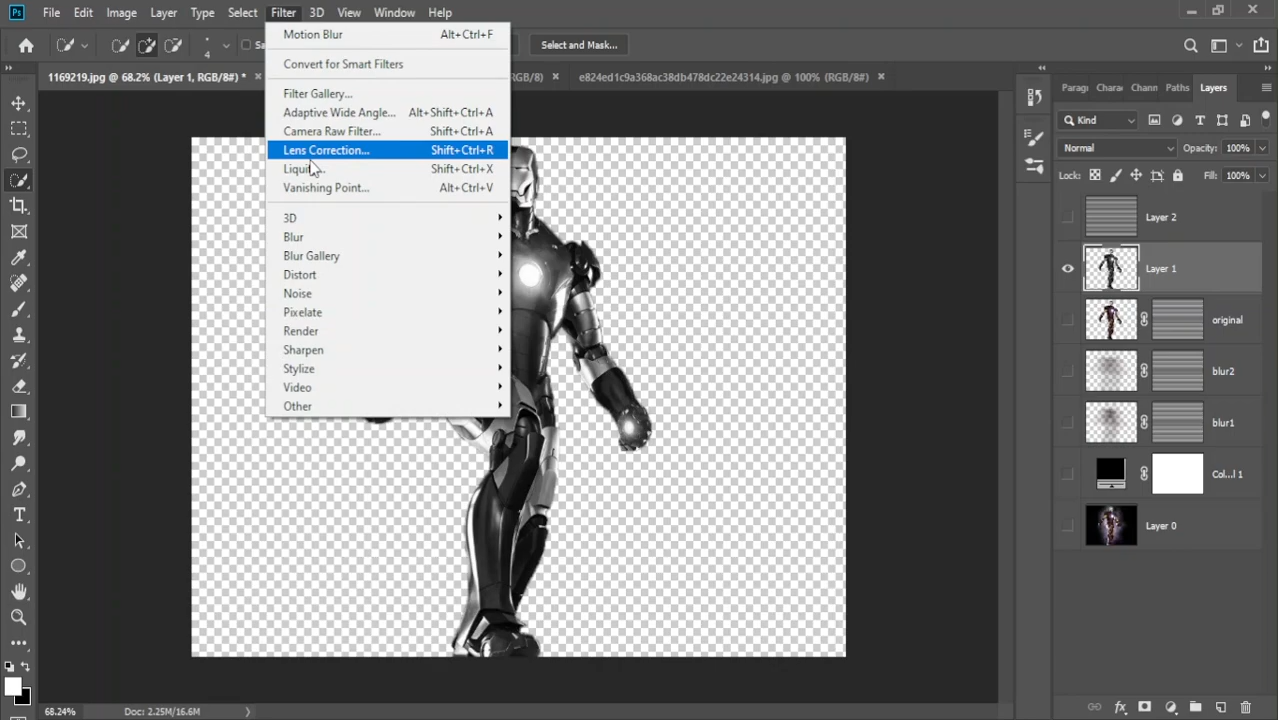 Ps File Edit Image Layer Type Select Filter 3D View Window Help
4 Select and Mask...
1169219.jpg @ 68.2% (Layer 1, RGB/8#) * RGB/8) e824ed1c9a368ac38db478dc22e24314.jpg @ 100% (RGB/8#)
Motion Blur Alt+Ctrl+F
Convert for Smart Filters
Filter Gallery...
Adaptive Wide Angle... Alt+Shift+Ctrl+A
Camera Raw Filter... Shift+Ctrl+A
Lens Correction... Shift+Ctrl+R
Shift+Ctrl+X
Vanishing Point... Alt+Ctrl+V
3D
Blur
Blur Gallery
Distort
Noise
Pixelate
Render
Sharpen
Stylize
Video
Other
Paragr Charac Chann Paths Layers
Kind
Normal Opacity: 100%
Lock: Fill: 100%
Layer 2
Layer 1
original
blur2
blur1
Col...l 1
Layer 0
68.24% Doc: 2.25M/16.6M